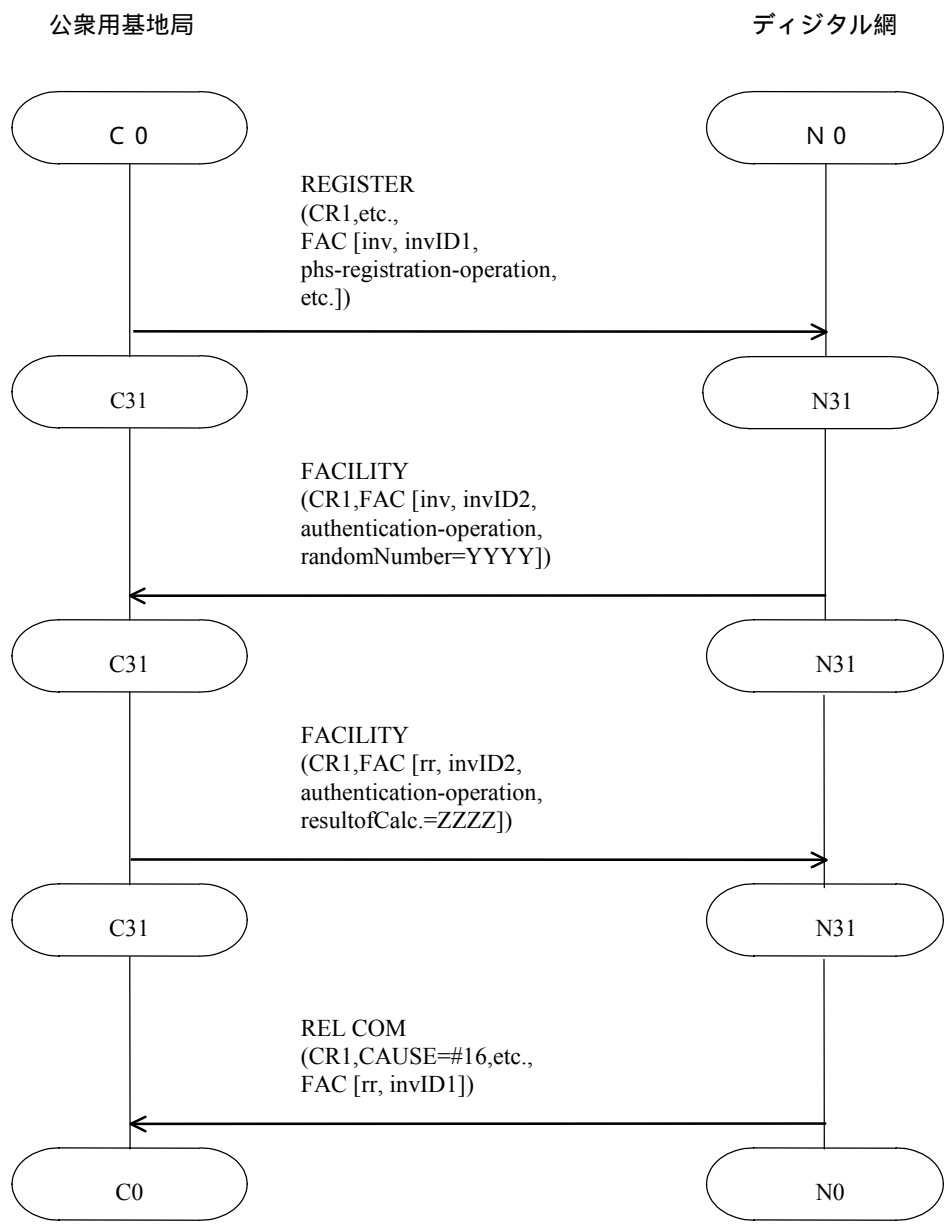 公衆用基地局
ディジタル網
C 0
N 0
REGISTER
(CR1,etc.,
FAC [inv, invID1,
phs-registration-operation,
etc.])
C31
N31
FACILITY
(CR1,FAC [inv, invID2,
authentication-operation,
randomNumber=YYYY])
C31
N31
FACILITY
(CR1,FAC [rr, invID2,
authentication-operation,
resultofCalc.=ZZZZ])
C31
N31
REL COM
(CR1,CAUSE=#16,etc.,
FAC [rr, invID1])
C0
N0